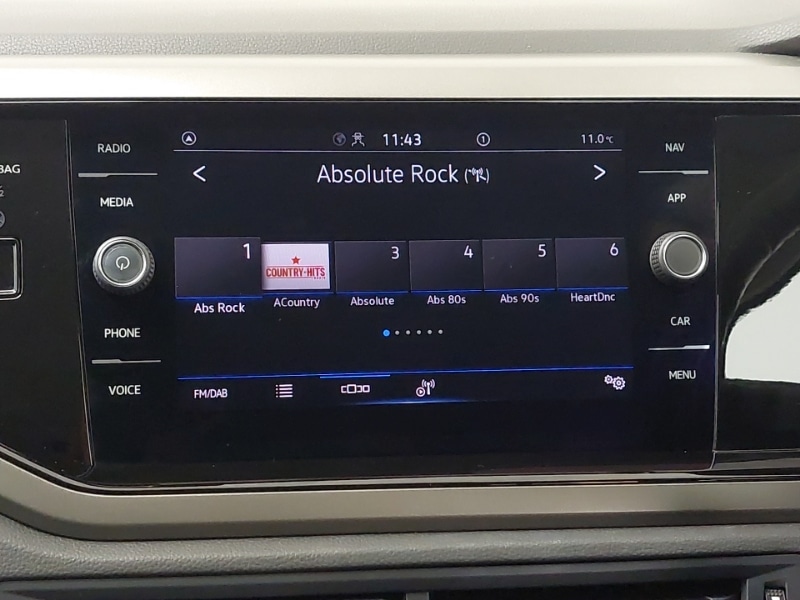 BAG
RADIO
MEDIA
PHONE
VOICE
11:43
1
11.0°C
< Absolute Rock >
1
COUNTRY-HITS
3
4
5
6
Abs Rock
ACountry
Absolute
Abs 80s
Abs 90s
HeartDnc
FM/DAB
NAV
APP
CAR
MENU